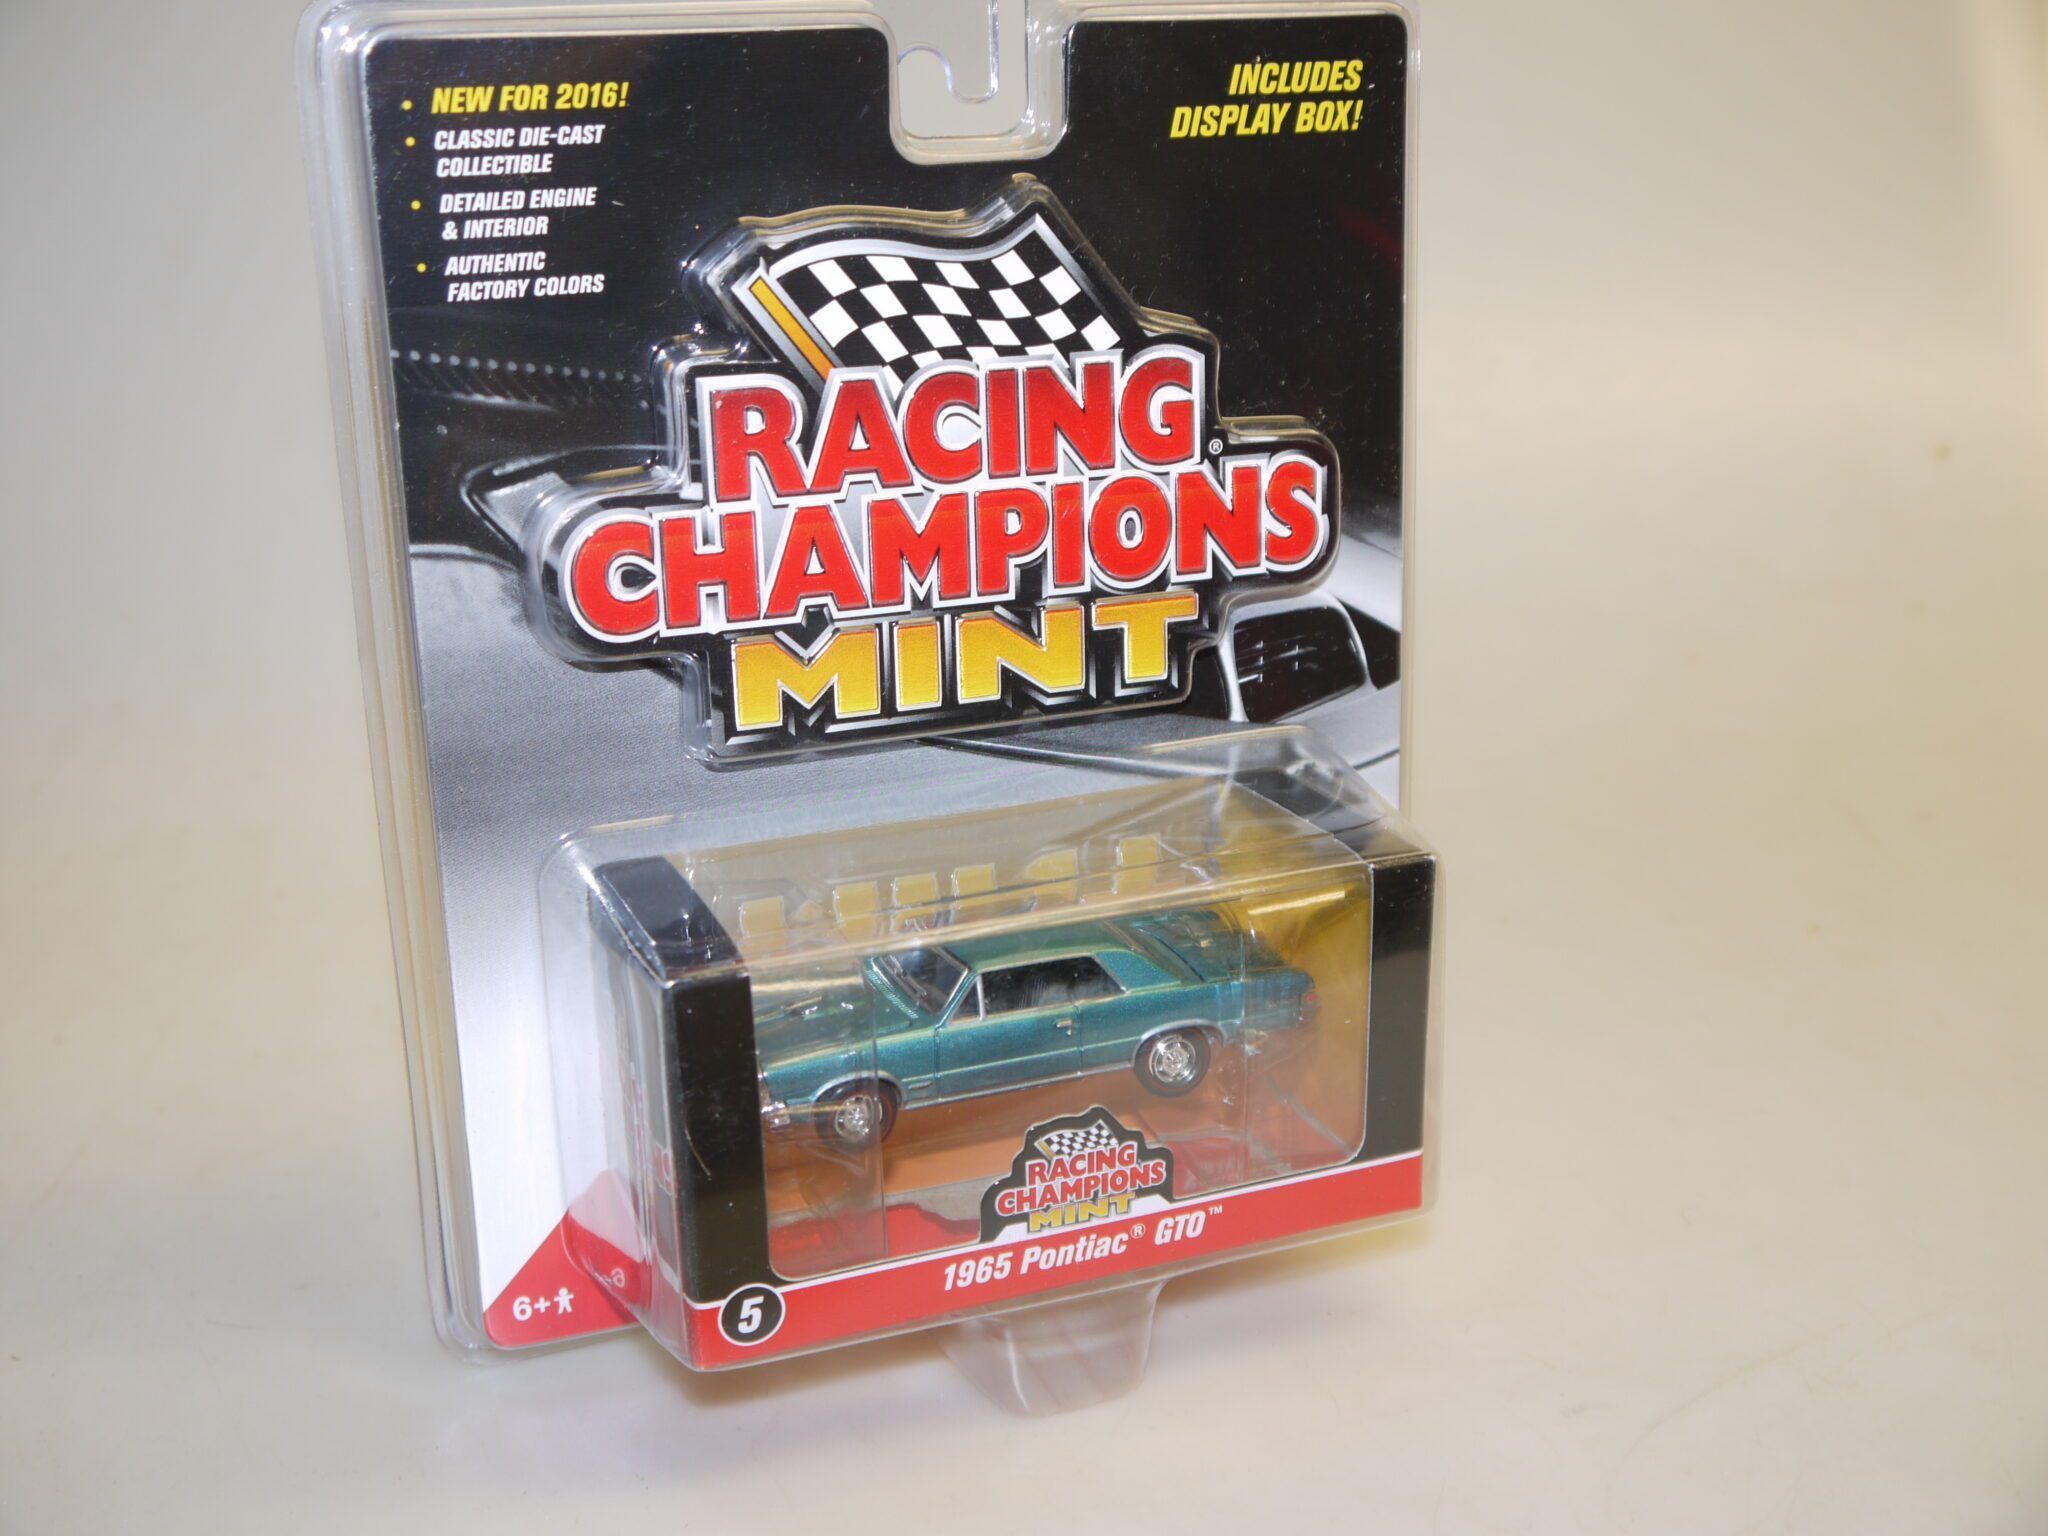 • NEW FOR 2016!
• CLASSIC DIE-CAST
COLLECTIBLE
• DETAILED ENGINE
& INTERIOR
• AUTHENTIC
FACTORY COLORS
INCLUDES
DISPLAY BOX!
RACING
CHAMPIONS®
MINT
RACING
CHAMPIONS
MINT
1965 Pontiac® GTO™
5
6+